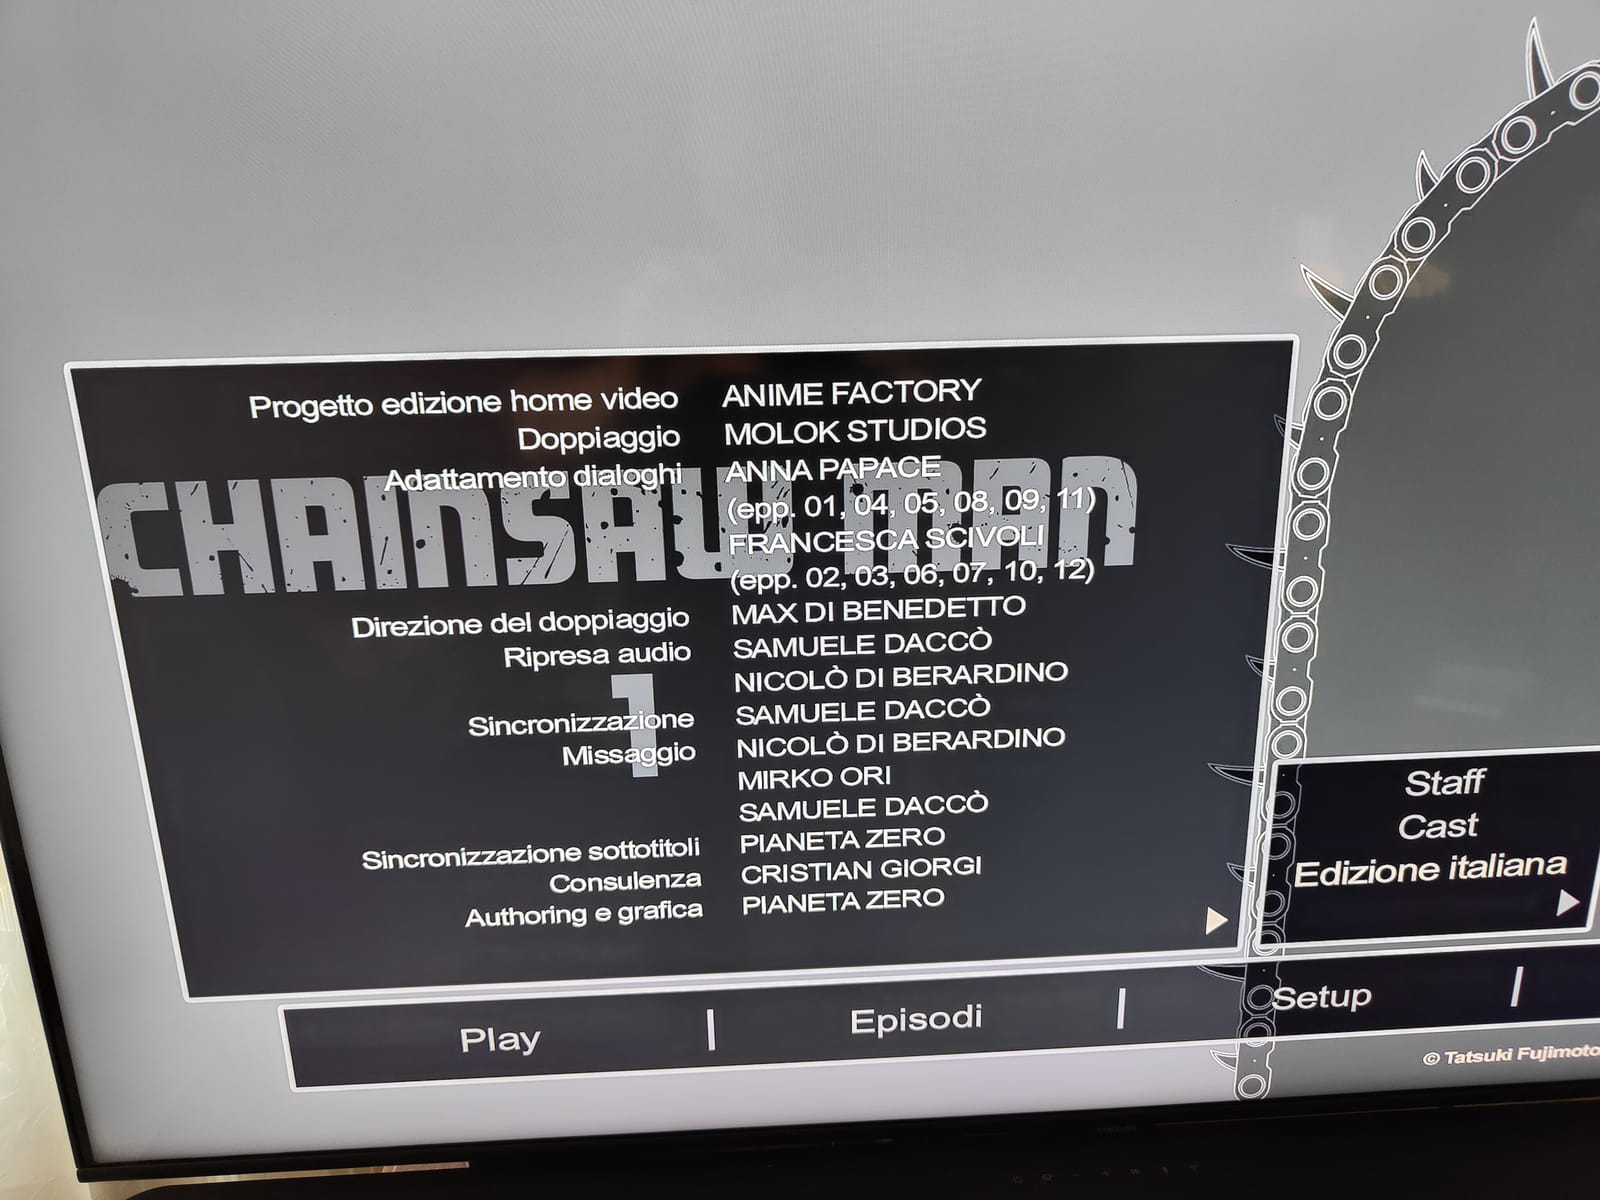 Progetto edizione home video ANIME FACTORY
Doppiaggio MOLOK STUDIOS
Adattamento dialoghi ANNA PAPACE
(epp. 01, 04, 05, 08, 09, 11)
FRANCESCA SCIVOLI
(epp. 02, 03, 06, 07, 10, 12)
CHAINSAW MAN
Direzione del doppiaggio MAX DI BENEDETTO
Ripresa audio SAMUELE DACCÒ
NICOLÒ DI BERARDINO
1
Sincronizzazione SAMUELE DACCÒ
Missaggio NICOLÒ DI BERARDINO
MIRKO ORI
SAMUELE DACCÒ
Sincronizzazione sottotitoli PIANETA ZERO
Consulenza CRISTIAN GIORGI
Authoring e grafica PIANETA ZERO
Staff
Cast
Edizione italiana
Play | Episodi | Setup |
© Tatsuki Fujimoto